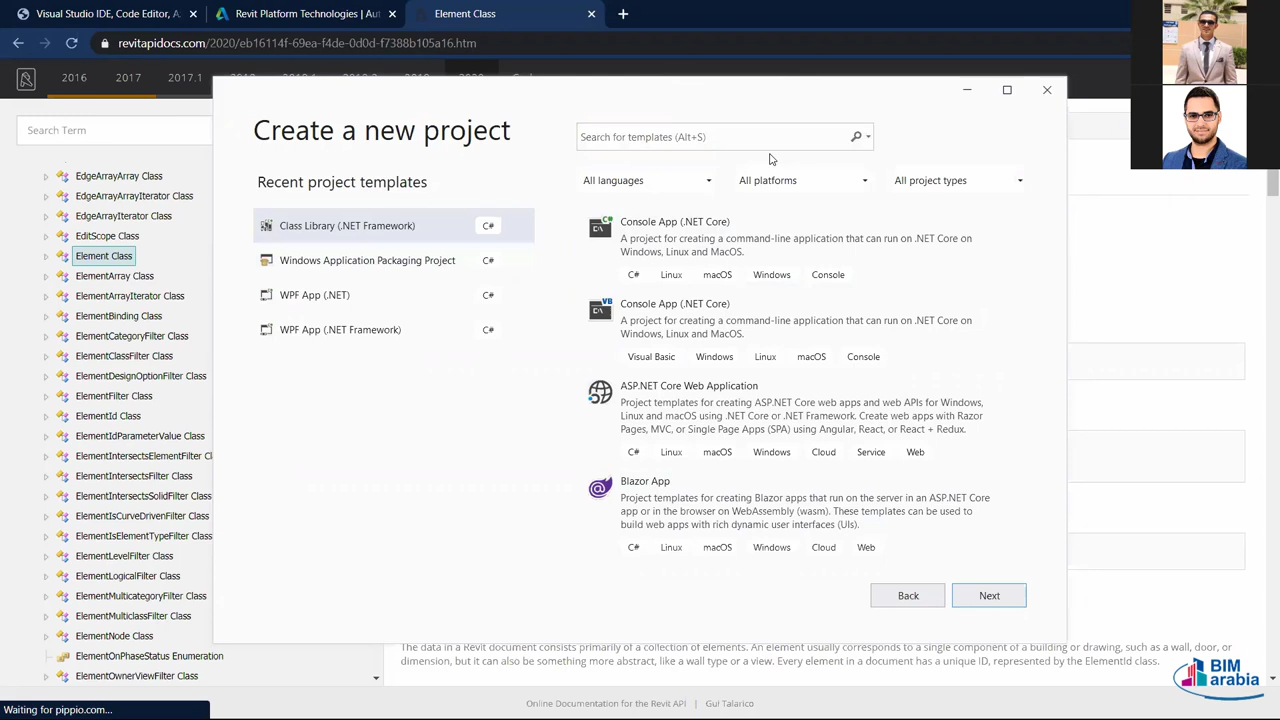 Visual Studio IDE, Code Editor, A
Revit Platform Technologies | Aut
Element Class
revitapidocs.com/2020/eb16114f-69ea-f4de-0d0d-f7388b105a16.htm
2016
2017
2017.1
2020
Search Term
EdgeArrayArray Class
EdgeArrayIterator Class
EdgeArrayIterator Class
EditScope Class
Element Class
ElementArray Class
ElementArrayIterator Class
ElementBinding Class
ElementCategoryFilter Class
ElementClassFilter Class
ElementDesignOptionFilter Class
ElementFilter Class
ElementId Class
ElementIdParameterValue Class
ElementIntersectsElementFilter Cl
ElementIntersectsFilter Class
ElementIntersectsSolidFilter Class
ElementIsCurveDrivenFilter Class
ElementIsElementTypeFilter Class
ElementLevelFilter Class
ElementLogicalFilter Class
ElementMulticategoryFilter Class
ElementMulticlassFilter Class
ElementNode Class
ElementOnPhaseStatus Enumeration
ElementOwnerViewFilter Class
Waiting for pippio.com...
Create a new project
Recent project templates
Class Library (.NET Framework) C#
Windows Application Packaging Project C#
WPF App (.NET) C#
WPF App (.NET Framework) C#
Search for templates (Alt+S)
All languages
All platforms
All project types
Console App (.NET Core)
A project for creating a command-line application that can run on .NET Core on
Windows, Linux and MacOS.
C# Linux macOS Windows Console
Console App (.NET Core)
A project for creating a command-line application that can run on .NET Core on
Windows, Linux and MacOS.
Visual Basic Windows Linux macOS Console
ASP.NET Core Web Application
Project templates for creating ASP.NET Core web apps and web APIs for Windows,
Linux and macOS using .NET Core or .NET Framework. Create web apps with Razor
Pages, MVC, or Single Page Apps (SPA) using Angular, React, or React + Redux.
C# Linux macOS Windows Cloud Service Web
Blazor App
Project templates for creating Blazor apps that run on the server in an ASP.NET Core
app or in the browser on WebAssembly (wasm). These templates can be used to
build web apps with rich dynamic user interfaces (UIs).
C# Linux macOS Windows Cloud Web
Back
Next
The data in a Revit document consists primarily of a collection of elements. An element usually corresponds to a single component of a building or drawing, such as a wall, door, or
dimension, but it can also be something more abstract, like a wall type or a view. Every element in a document has a unique ID, represented by the ElementId class.
Online Documentation for the Revit API | Gui Talarico
BIM
arabia